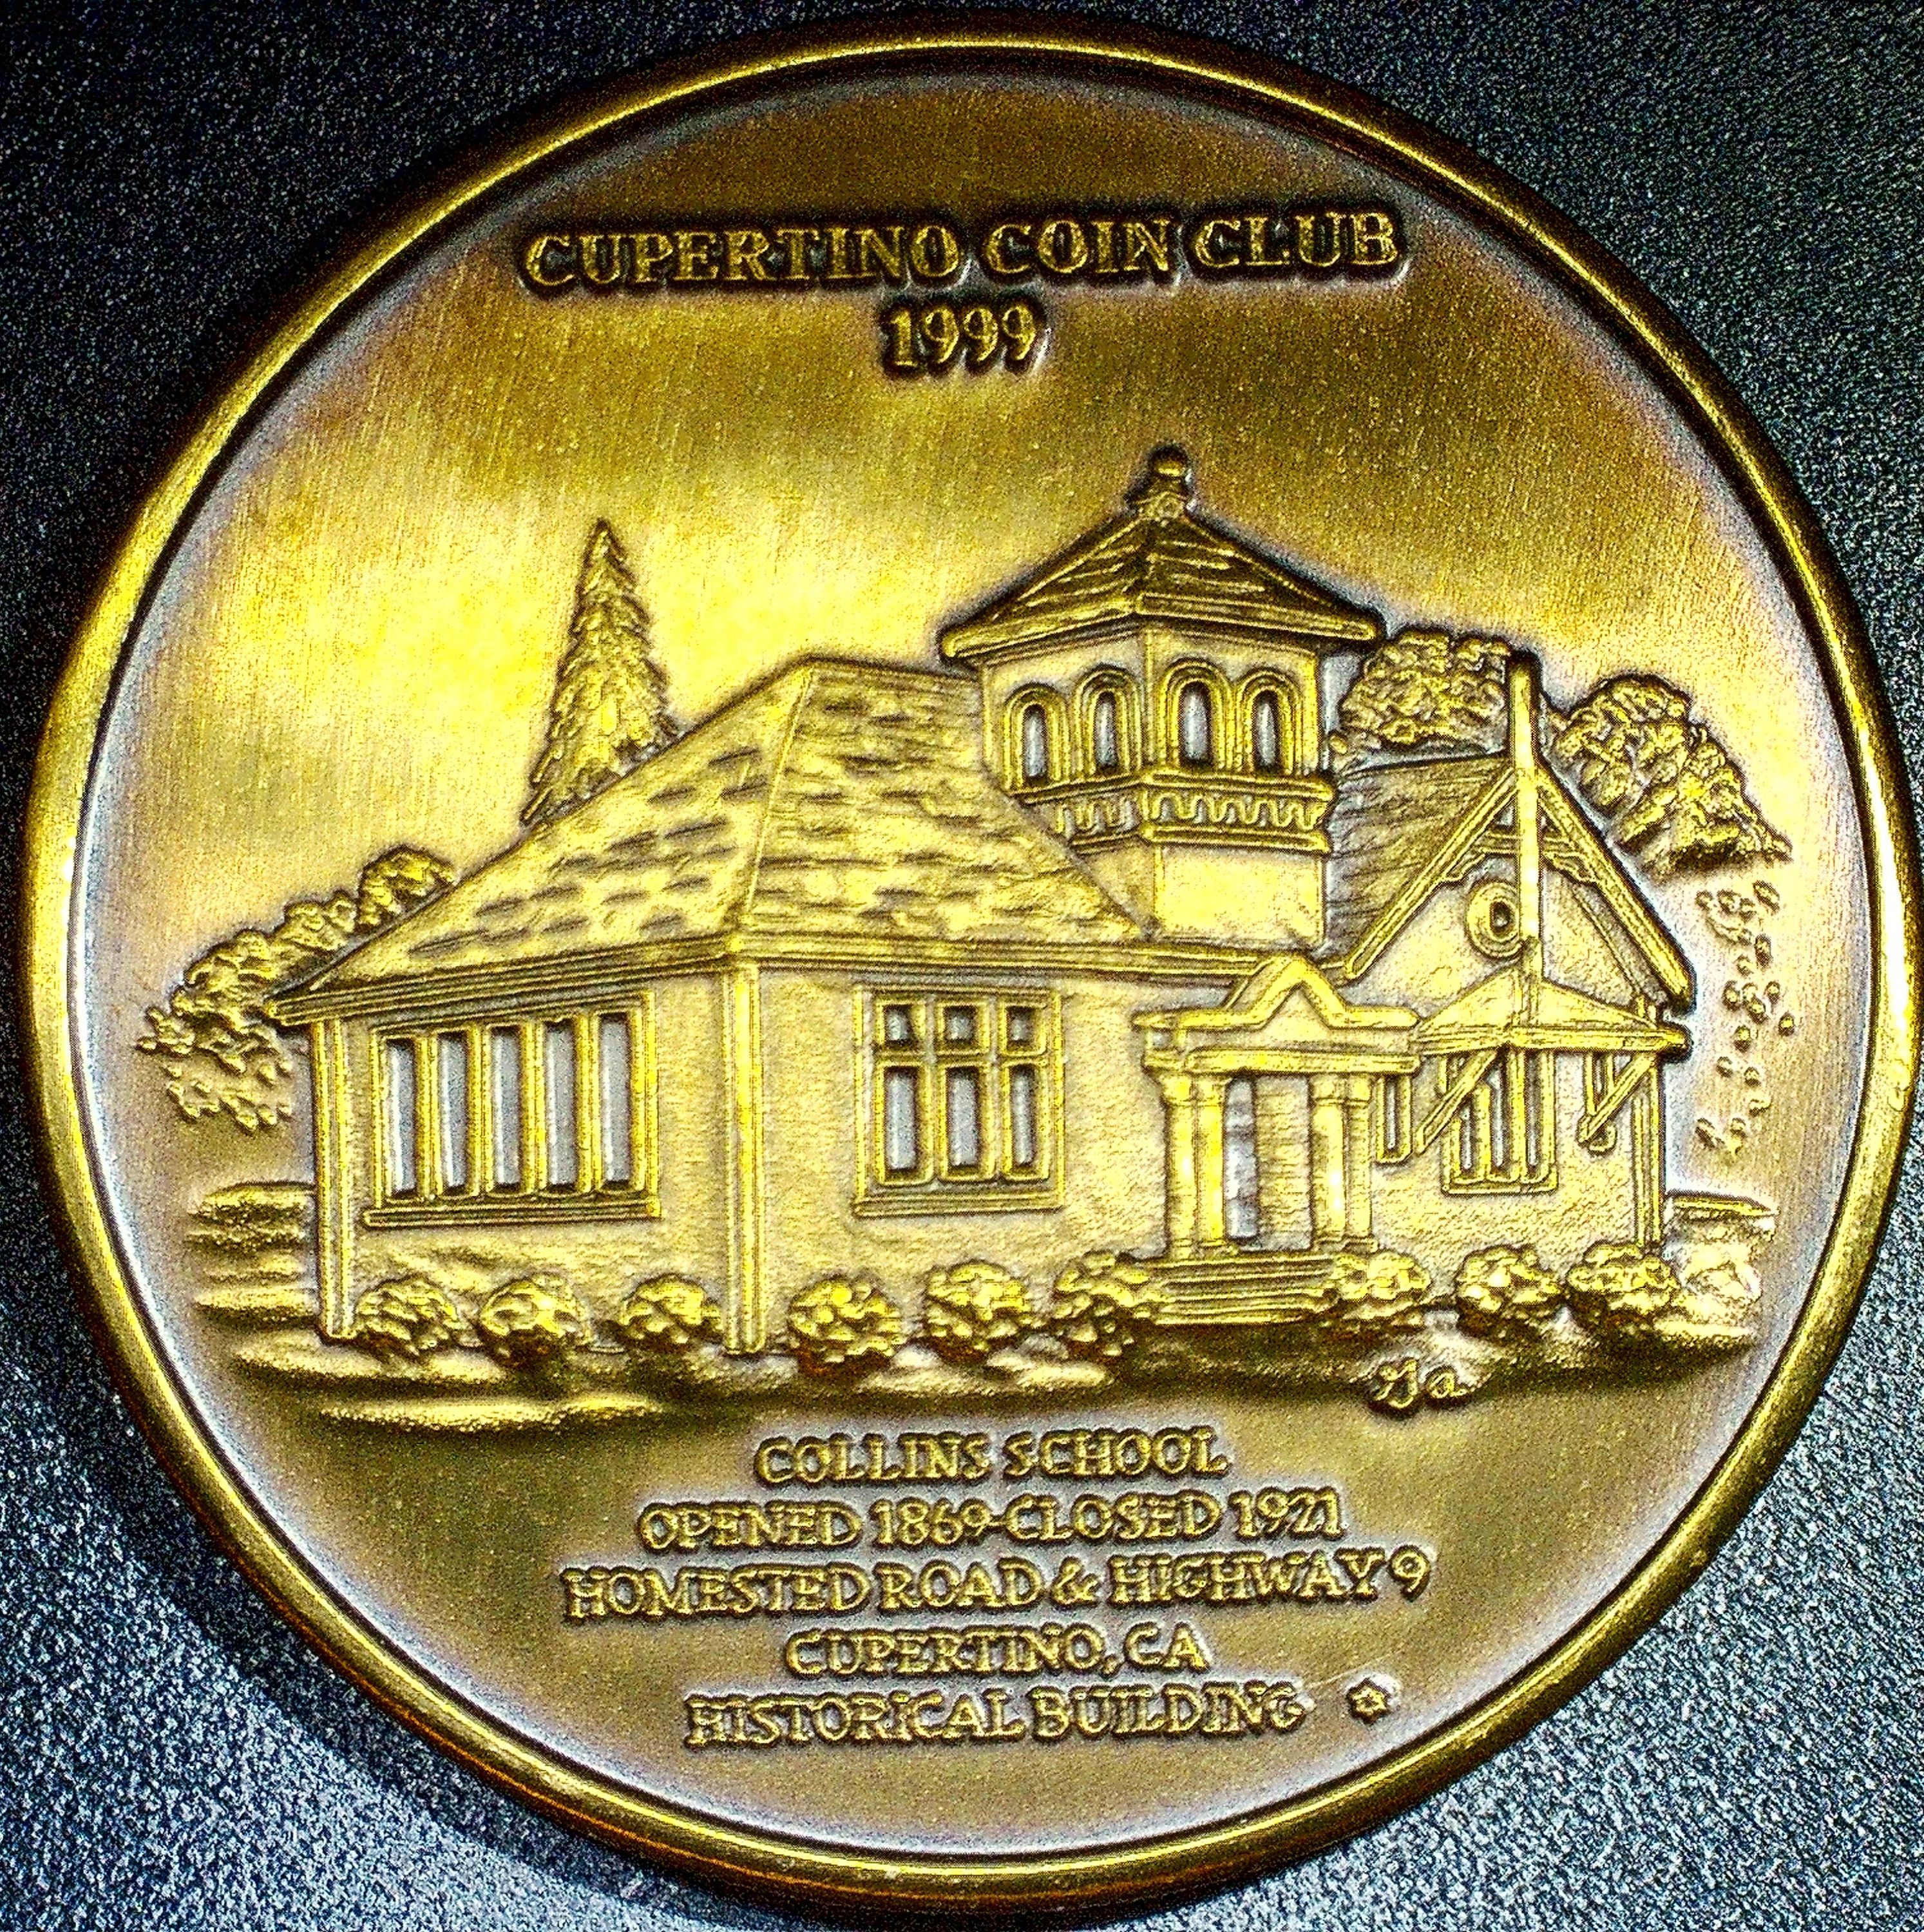 CUPERTINO COIN CLUB
1999
COLLINS SCHOOL
OPENED 1869-CLOSED 1921
HOMESTED ROAD & HIGHWAY 9
CUPERTINO, CA
HISTORICAL BUILDING